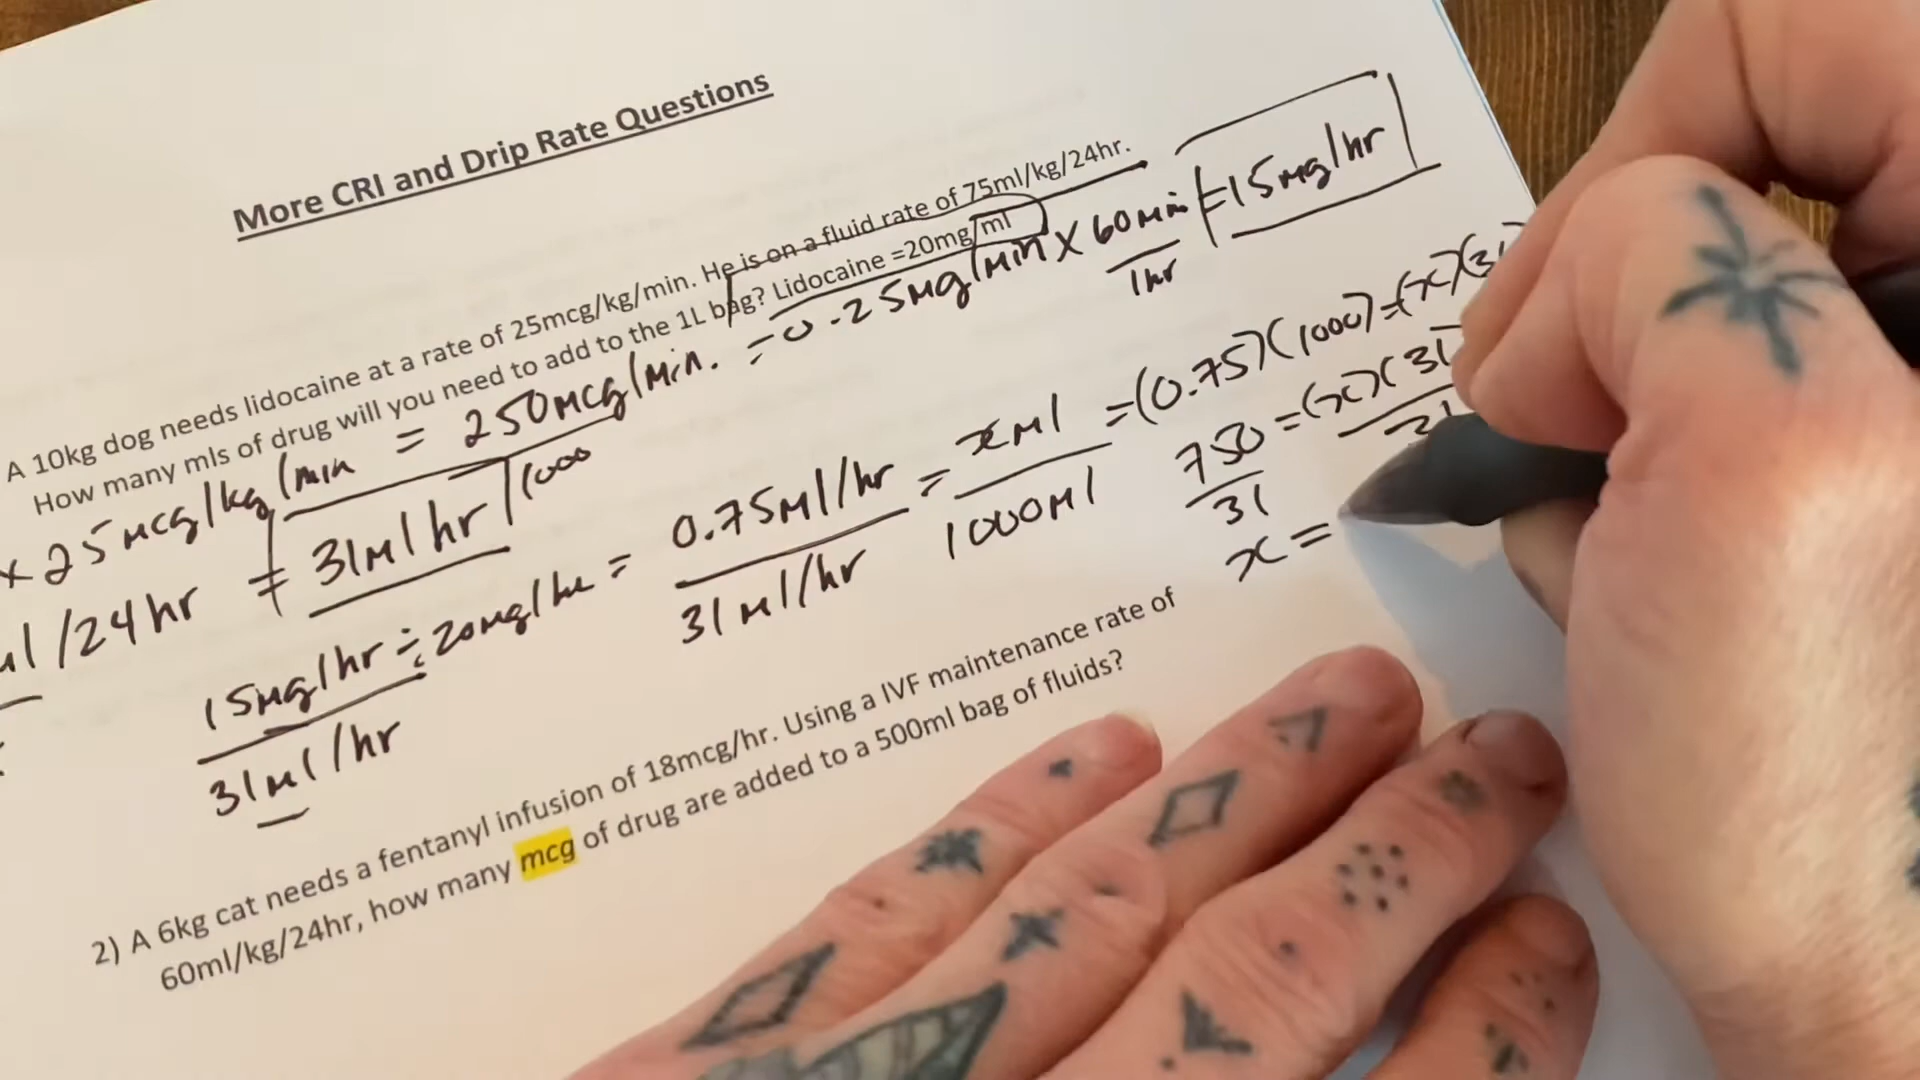 More CRI and Drip Rate Questions
A 10kg dog needs lidocaine at a rate of 25mcg/kg/min. He is on a fluid rate of 75ml/kg/24hr.
How many mls of drug will you need to add to the 1L bag? Lidocaine =20mg/ml
x 25mcg/kg/min = 250mcg/min. = 0.25mg/min x 60min = 15mg/hr
1000
1hr
/24hr = 31ml/hr
15mg/hr ÷ 20mg/ = 0.75ml/hr = x ml = (0.75)(1000) = (x)(31
31ml/hr
31ml/hr
1000ml
750 = (x)(31
31
x =
2) A 6kg cat needs a fentanyl infusion of 18mcg/hr. Using a IVF maintenance rate of
60ml/kg/24hr, how many mcg of drug are added to a 500ml bag of fluids?